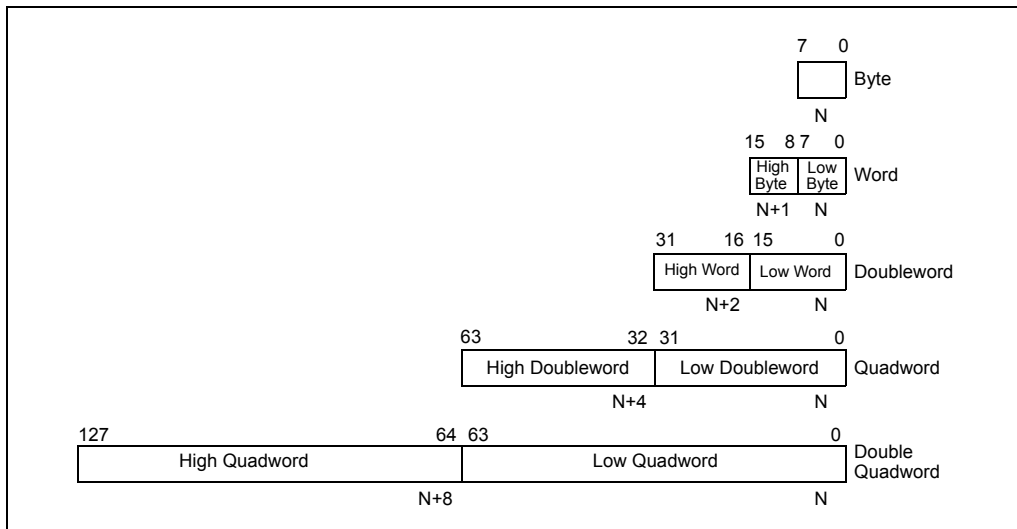 7 0
Byte
N
15 8 7 0
High Byte Low Byte Word
N+1 N
31 16 15 0
High Word Low Word Doubleword
N+2 N
63 32 31 0
High Doubleword Low Doubleword Quadword
N+4 N
127 64 63 0
High Quadword Low Quadword Double Quadword
N+8 N